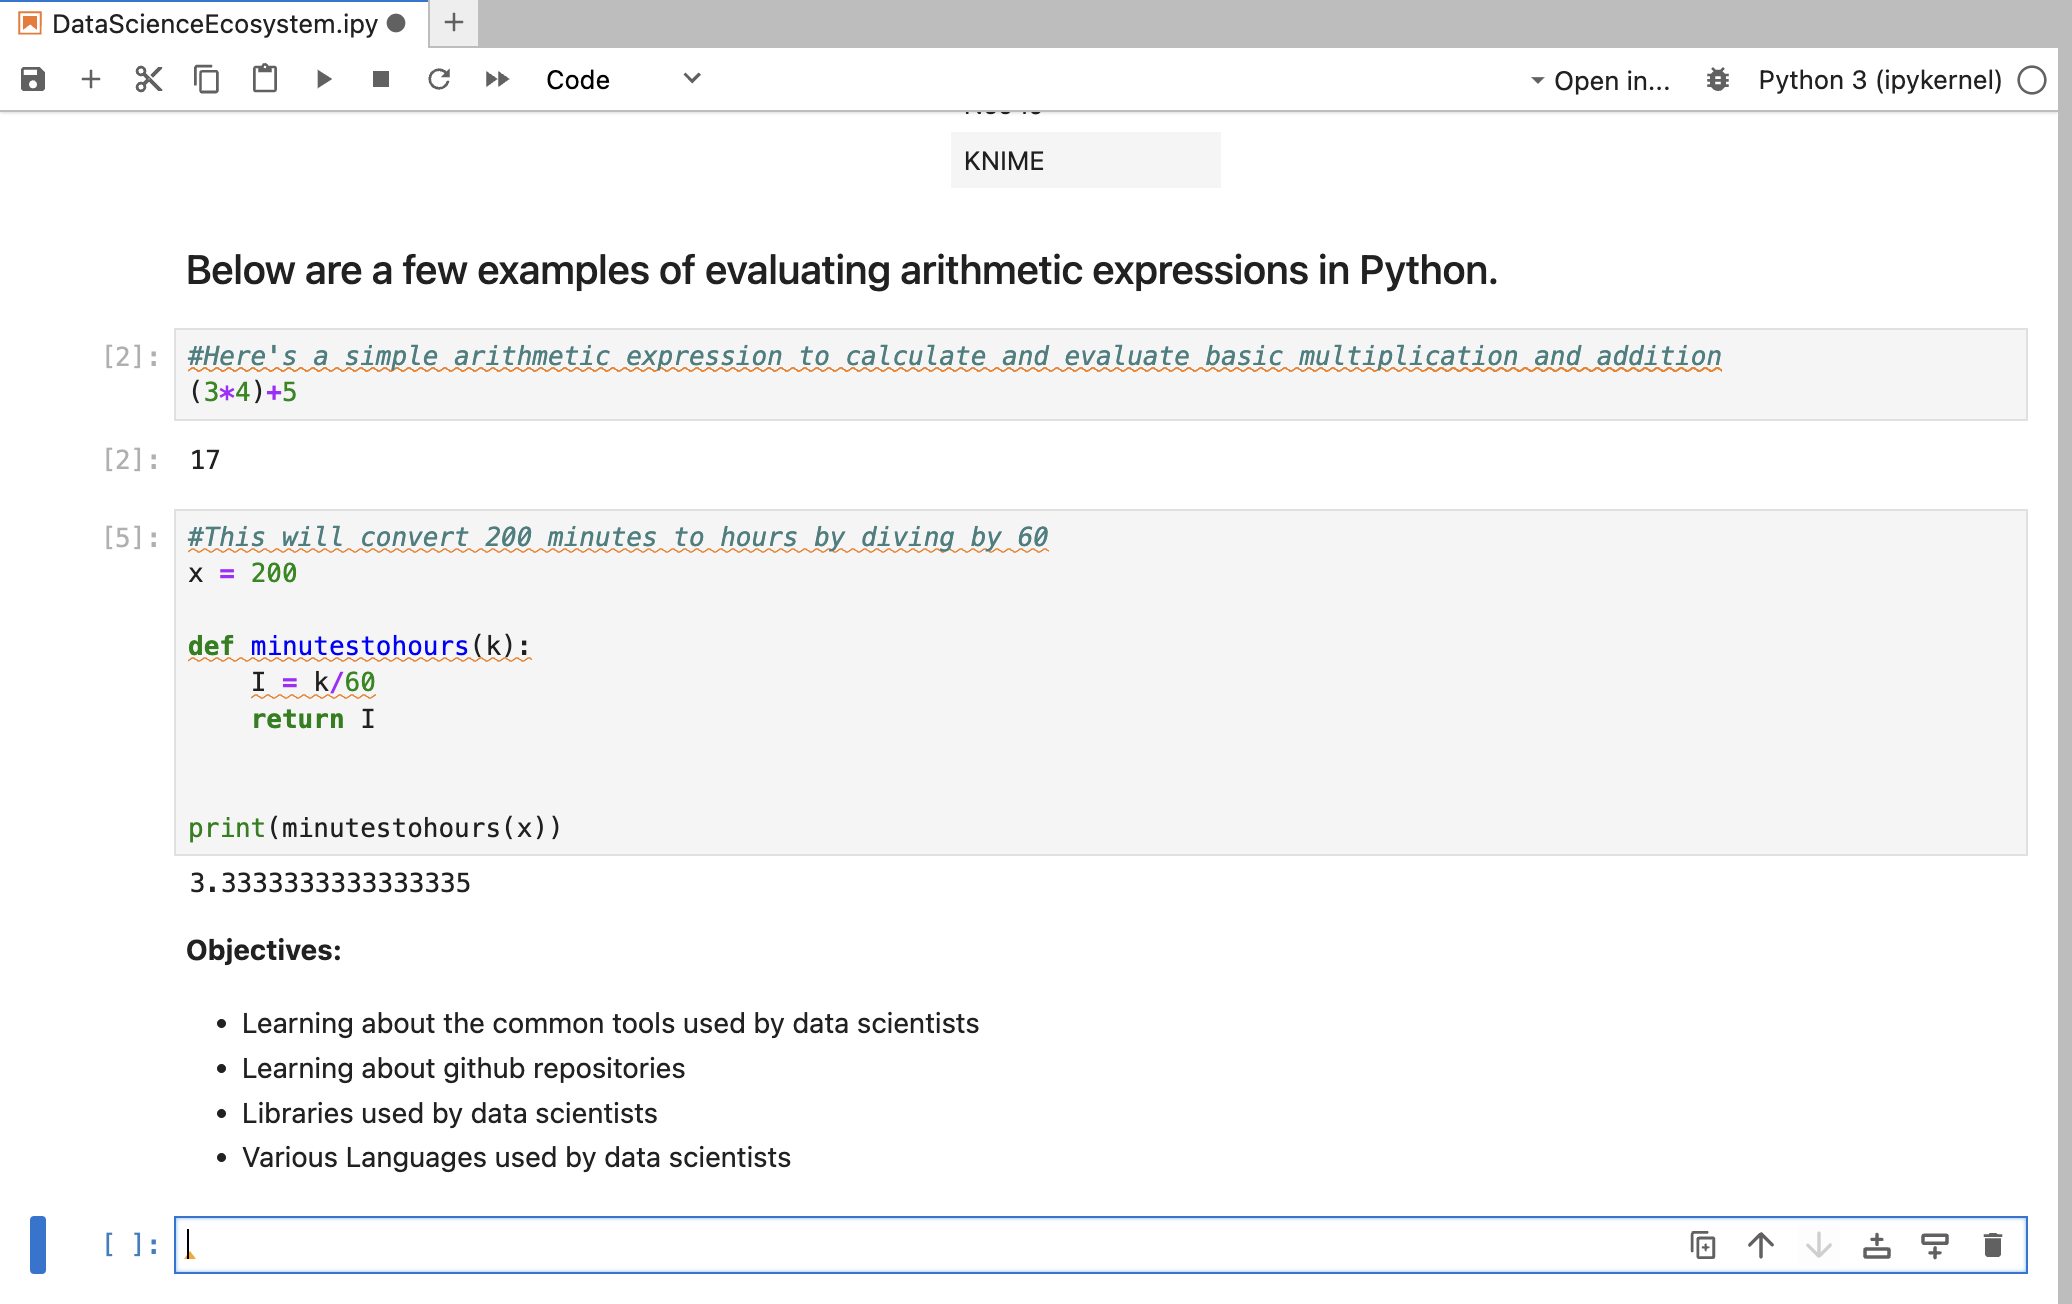 DataScienceEcosystem.ipy
Code
Open in...
Python 3 (ipykernel)
KNIME
Below are a few examples of evaluating arithmetic expressions in Python.
[2]:
#Here's a simple arithmetic expression to calculate and evaluate basic multiplication and addition
(3*4)+5
[2]: 17
[5]:
#This will convert 200 minutes to hours by diving by 60
x = 200
def minutestohours(k):
    I = k/60
    return I
print(minutestohours(x))
3.3333333333333335
Objectives:
• Learning about the common tools used by data scientists
• Learning about github repositories
• Libraries used by data scientists
• Various Languages used by data scientists
[ ]: